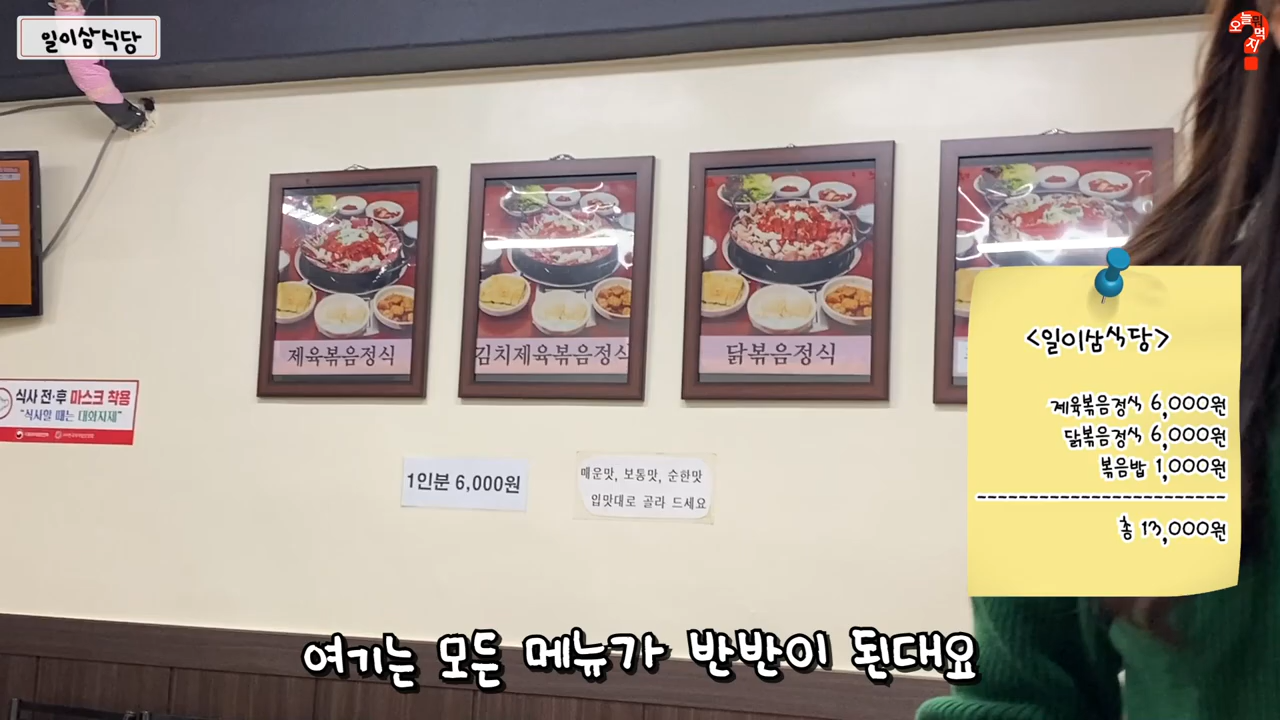 일이삼식당
오늘 뭐 먹지
제육볶음정식
김치제육볶음정식
닭볶음정식
식사 전·후 마스크 착용
"식사할 때는 대화자제"
1인분 6,000원
매운맛, 보통맛, 순한맛
입맛대로 골라 드세요
<일이삼식당>
제육볶음정식 6,000원
닭볶음정식 6,000원
볶음밥 1,000원
총 13,000원
여기는 모든 메뉴가 반반이 된대요